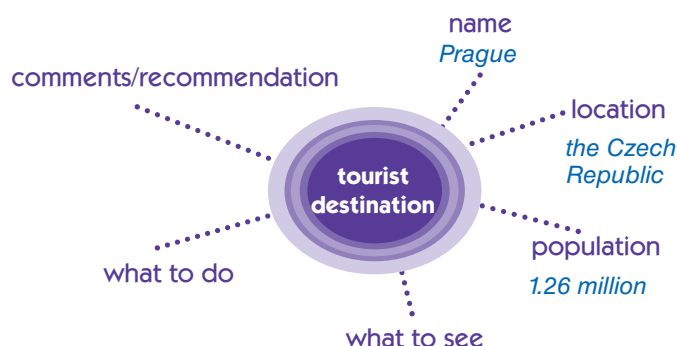 name
Prague
comments/recommendation
location
the Czech
Republic
tourist
destination
population
1.26 million
what to do
what to see